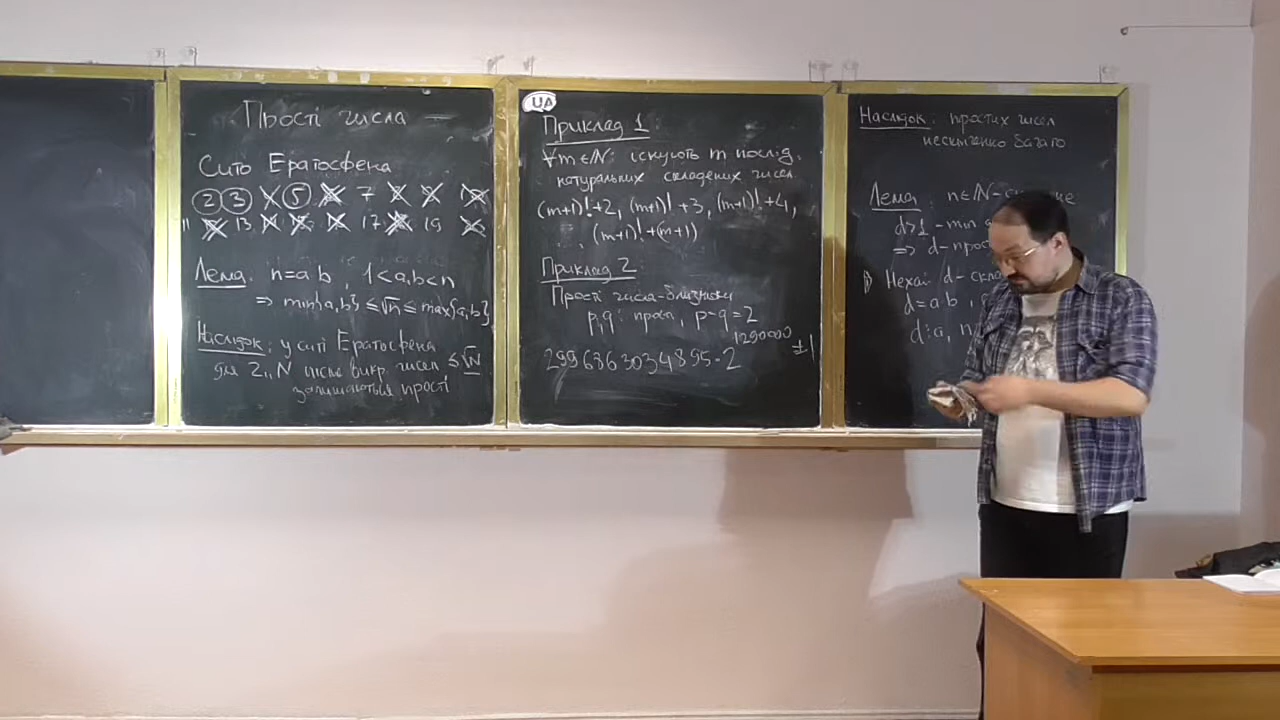 Прості числа
Сито Ератосфена
2 3 5 7
11 13 17 19
Лема: n=a·b, 1<a,b<n
⇒ min{a,b} ≤ √n ≤ max{a,b}
Наслідок: у ситі Ератосфена
для 2,,N після викр. чисел ≤√N
залишаються прості
UA
Приклад 1:
∀m∈ℕ: існують m послід.
натуральних складених чисел.
(m+1)!+2, (m+1)!+3, (m+1)!+4,
..., (m+1)!+(m+1)
Приклад 2:
Прості числа-близнюки
p,q: прості, p-q=2
2996863034895·2^1290000 ±1
Наслідок: простих чисел
нескінченно багато
Лема: n∈ℕ-
d>1 - min
⇒ d-
Нехай d-
d=a·b,
d⋮a,